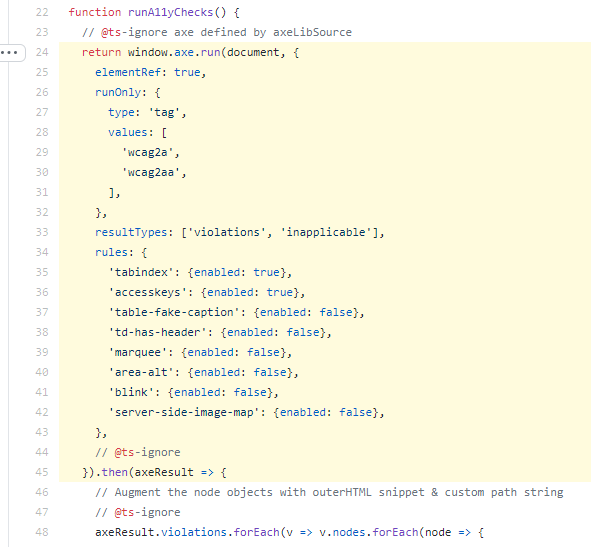 22 function runA11yChecks() {
23 // @ts-ignore axe defined by axeLibSource
24 return window.axe.run(document, {
25 elementRef: true,
26 runOnly: {
27 type: 'tag',
28 values: [
29 'wcag2a',
30 'wcag2aa',
31 ],
32 },
33 resultTypes: ['violations', 'inapplicable'],
34 rules: {
35 'tabindex': {enabled: true},
36 'accesskeys': {enabled: true},
37 'table-fake-caption': {enabled: false},
38 'td-has-header': {enabled: false},
39 'marquee': {enabled: false},
40 'area-alt': {enabled: false},
41 'blink': {enabled: false},
42 'server-side-image-map': {enabled: false},
43 },
44 // @ts-ignore
45 }).then(axeResult => {
46 // Augment the node objects with outerHTML snippet & custom path string
47 // @ts-ignore
48 axeResult.violations.forEach(v => v.nodes.forEach(node => {